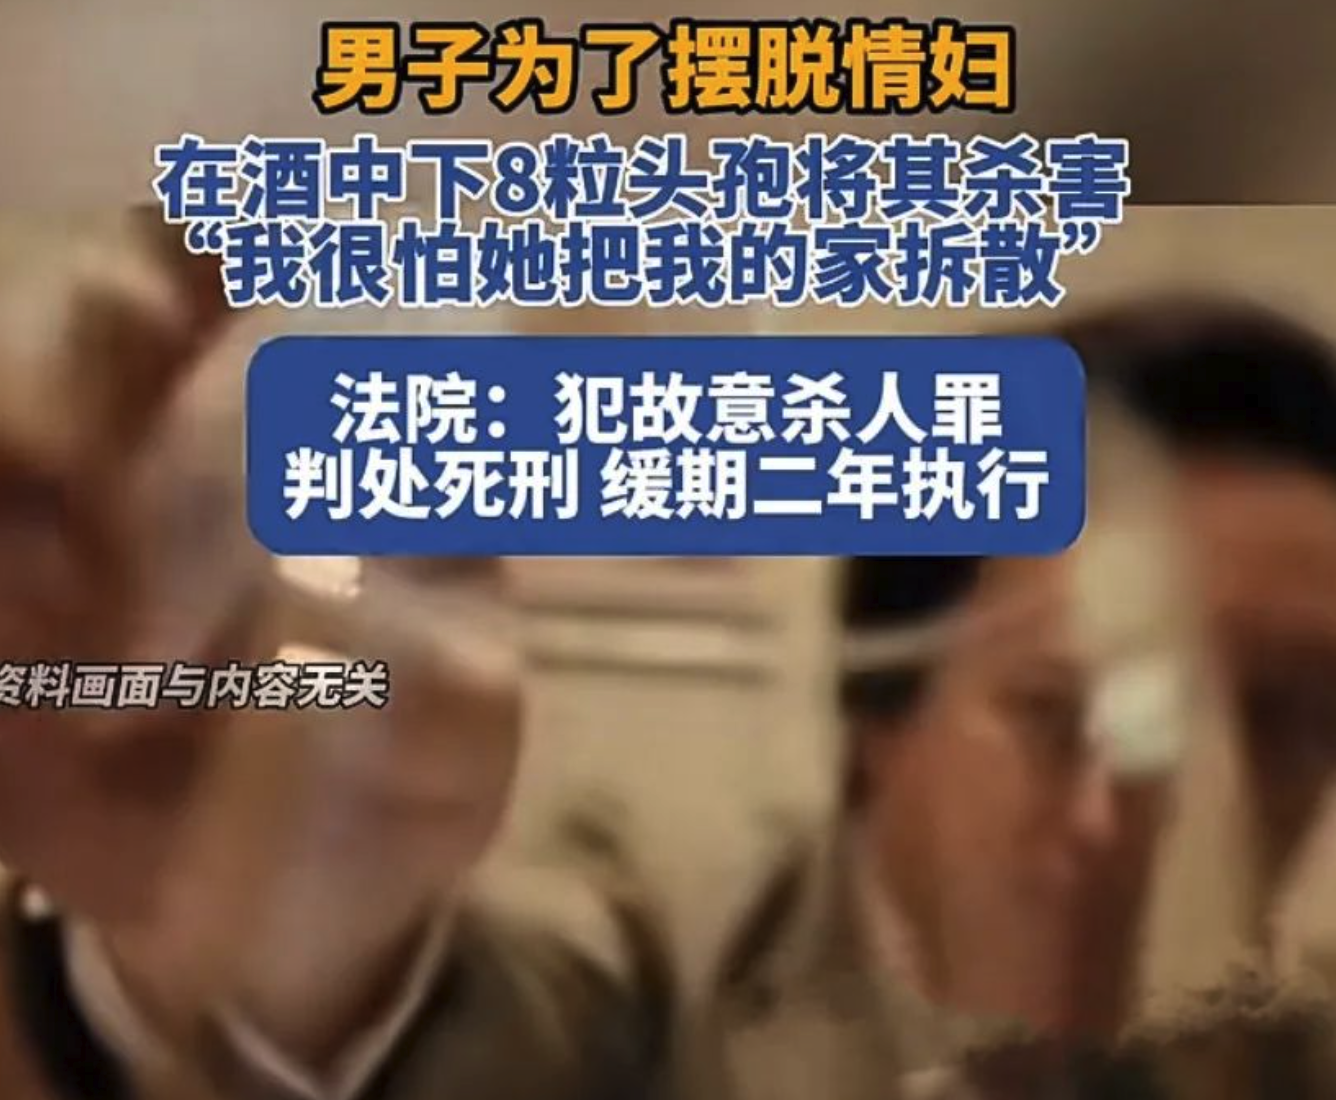 男子为了摆脱情妇
在酒中下8粒头孢将其杀害
“我很怕她把我的家拆散”
法院：犯故意杀人罪
判处死刑 缓期二年执行
资料画面与内容无关